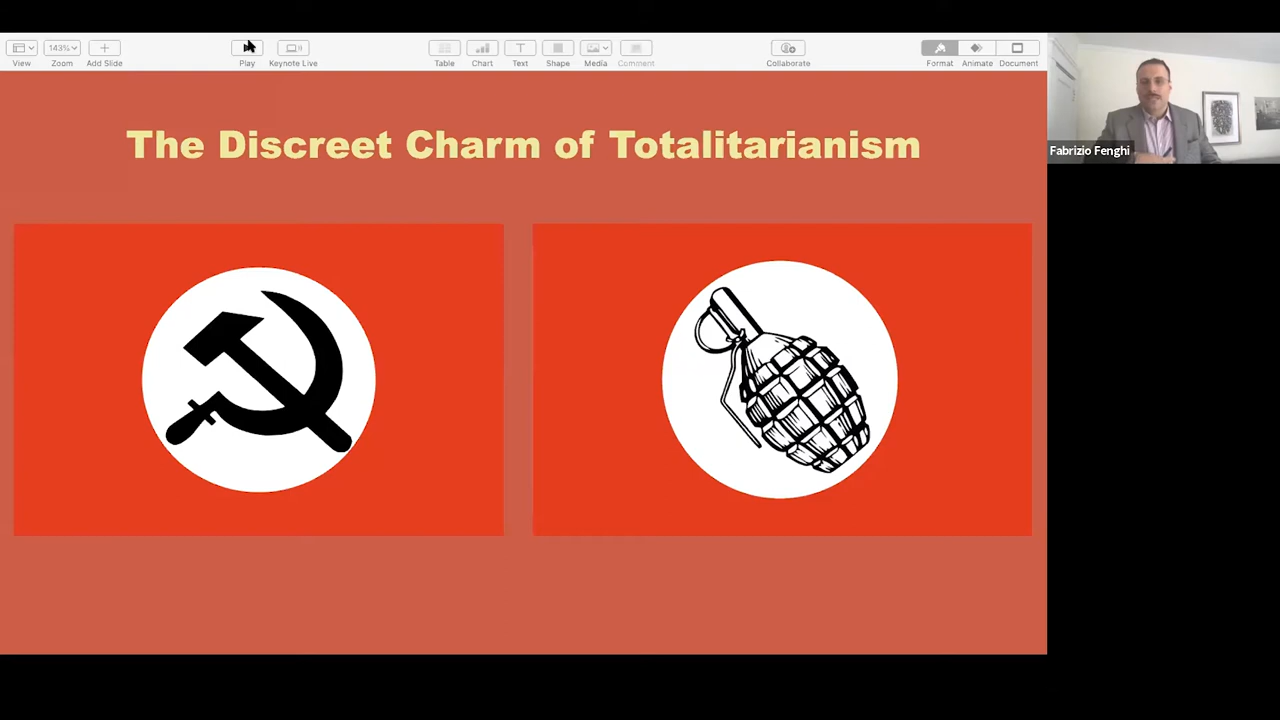 143%
View
Zoom
Add Slide
Play
Keynote Live
Table
Chart
Text
Shape
Media
Comment
Collaborate
Format
Animate
Document
Fabrizio Fenghi
The Discreet Charm of Totalitarianism